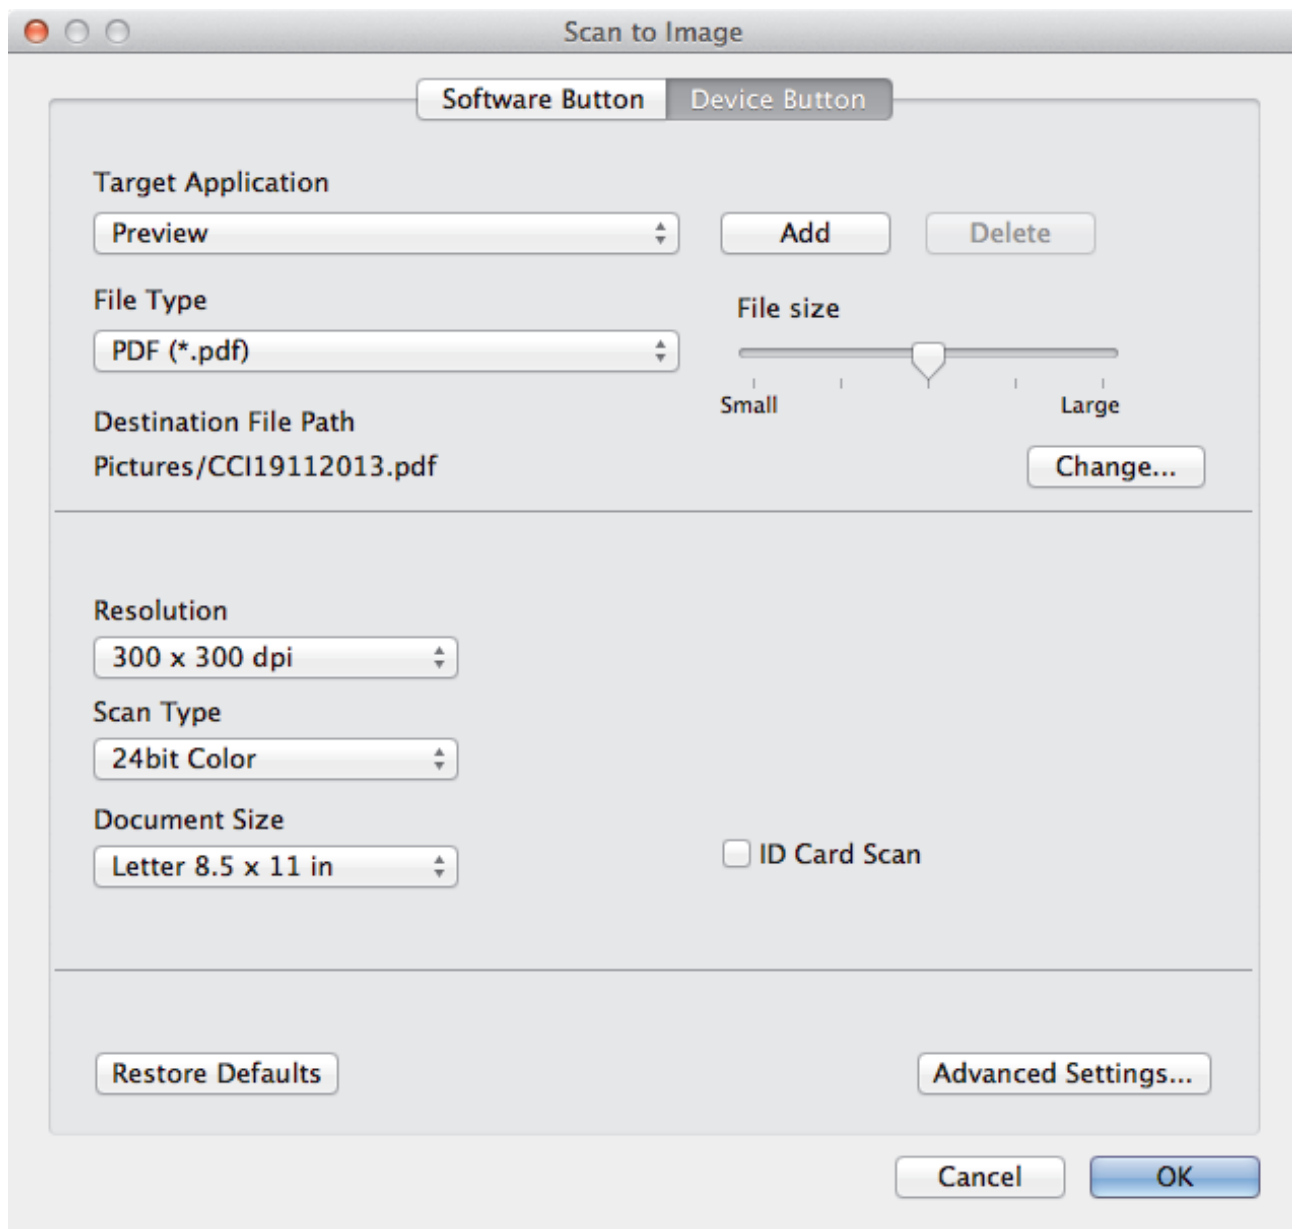 Scan to Image
Software Button Device Button
Target Application
Preview Add Delete
File Type
File size
PDF (*.pdf)
Small Large
Destination File Path
Pictures/CCI19112013.pdf Change...
Resolution
300 x 300 dpi
Scan Type
24bit Color
Document Size
Letter 8.5 x 11 in
ID Card Scan
Restore Defaults Advanced Settings...
Cancel OK